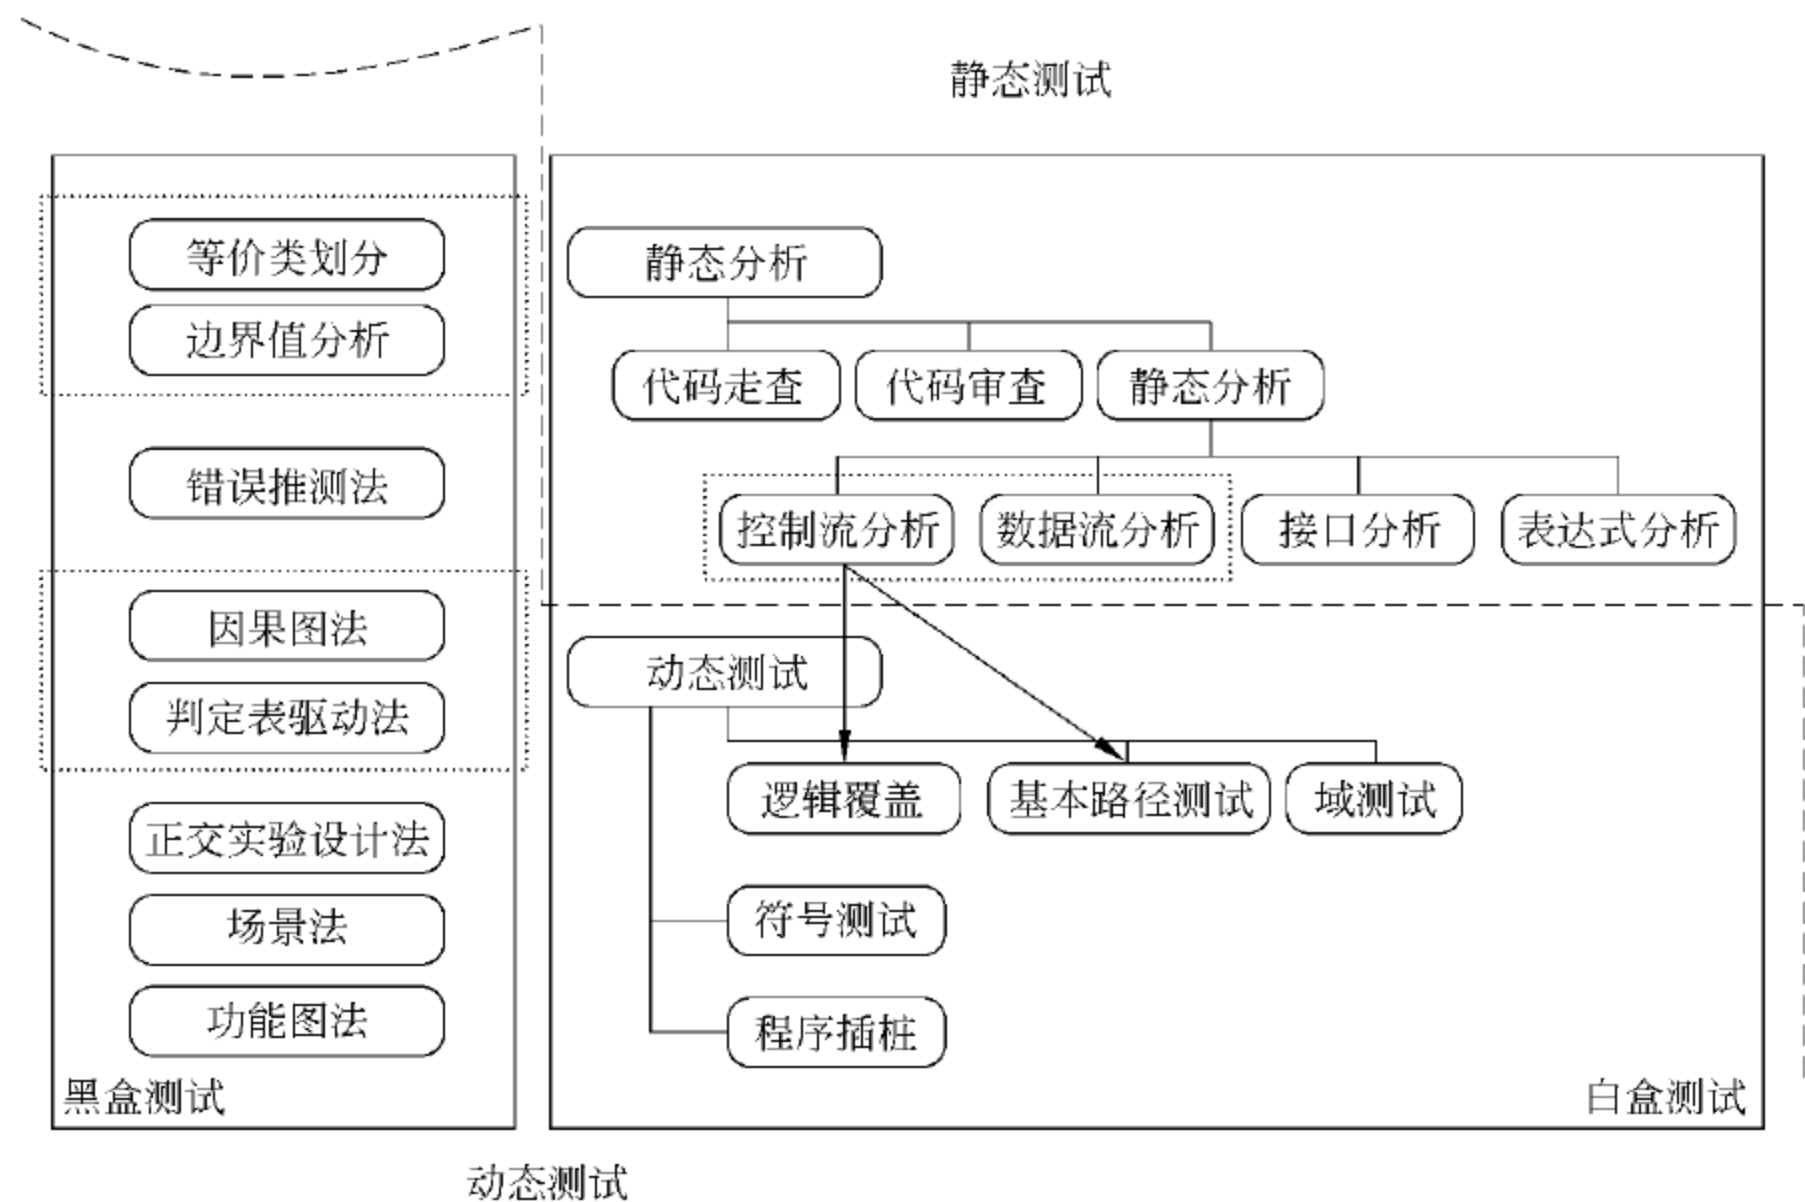 静态测试
等价类划分
边界值分析
错误推测法
因果图法
判定表驱动法
正交实验设计法
场景法
功能图法
黑盒测试
静态分析
代码走查
代码审查
静态分析
控制流分析
数据流分析
接口分析
表达式分析
动态测试
逻辑覆盖
基本路径测试
域测试
符号测试
程序插桩
白盒测试
动态测试